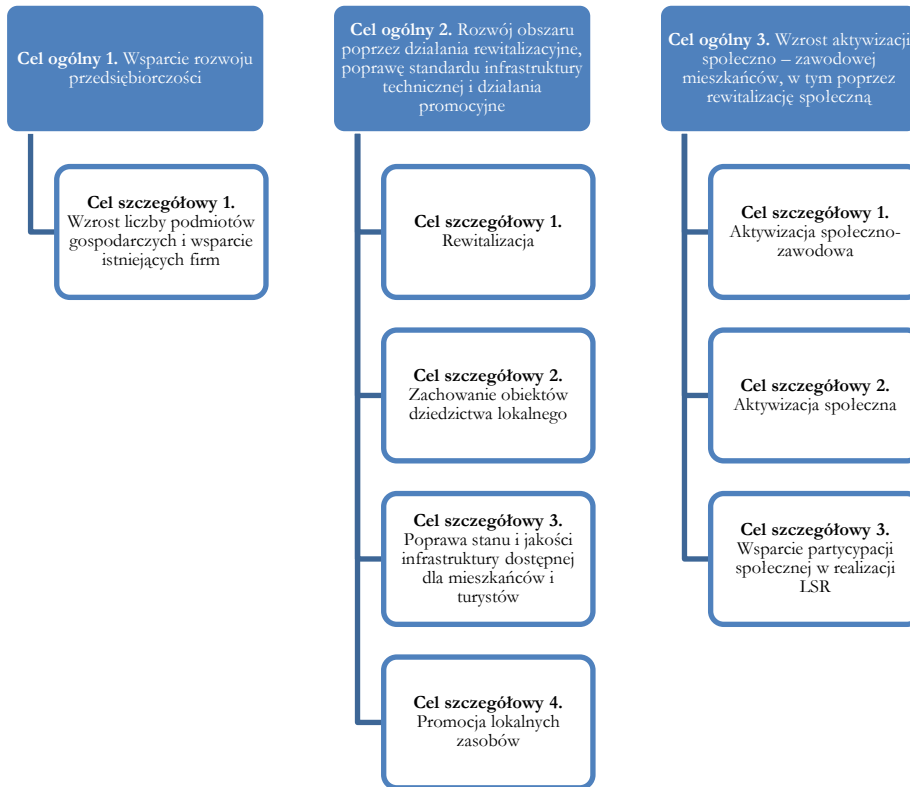 Cel ogólny 1. Wsparcie rozwoju
przedsiębiorczości
Cel szczegółowy 1.
Wzrost liczby podmiotów
gospodarczych i wsparcie
istniejących firm
Cel ogólny 2. Rozwój obszaru
poprzez działania rewitalizacyjne,
poprawę standardu infrastruktury
technicznej i działania
promocyjne
Cel szczegółowy 1.
Rewitalizacja
Cel szczegółowy 2.
Zachowanie obiektów
dziedzictwa lokalnego
Cel szczegółowy 3.
Poprawa stanu i jakości
infrastruktury dostępnej
dla mieszkańców i
turystów
Cel szczegółowy 4.
Promocja lokalnych
zasobów
Cel ogólny 3. Wzrost aktywizacji
społeczno – zawodowej
mieszkańców, w tym poprzez
rewitalizację społeczną
Cel szczegółowy 1.
Aktywizacja społeczno-
zawodowa
Cel szczegółowy 2.
Aktywizacja społeczna
Cel szczegółowy 3.
Wsparcie partycypacji
społecznej w realizacji
LSR